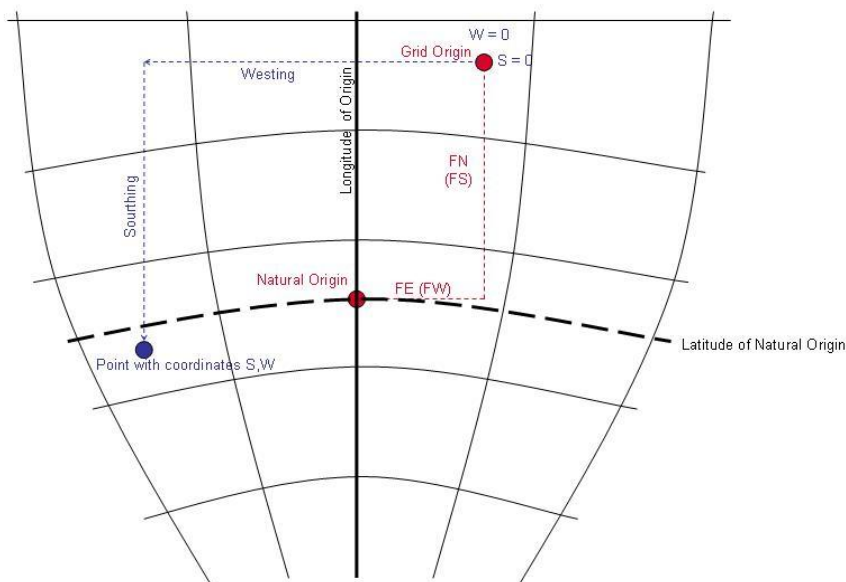 W = 0
Grid Origin
S = 0
Westing
Longitude of Origin
FN
(FS)
Sourthing
Natural Origin
FE (FW)
Latitude of Natural Origin
Point with coordinates S,W